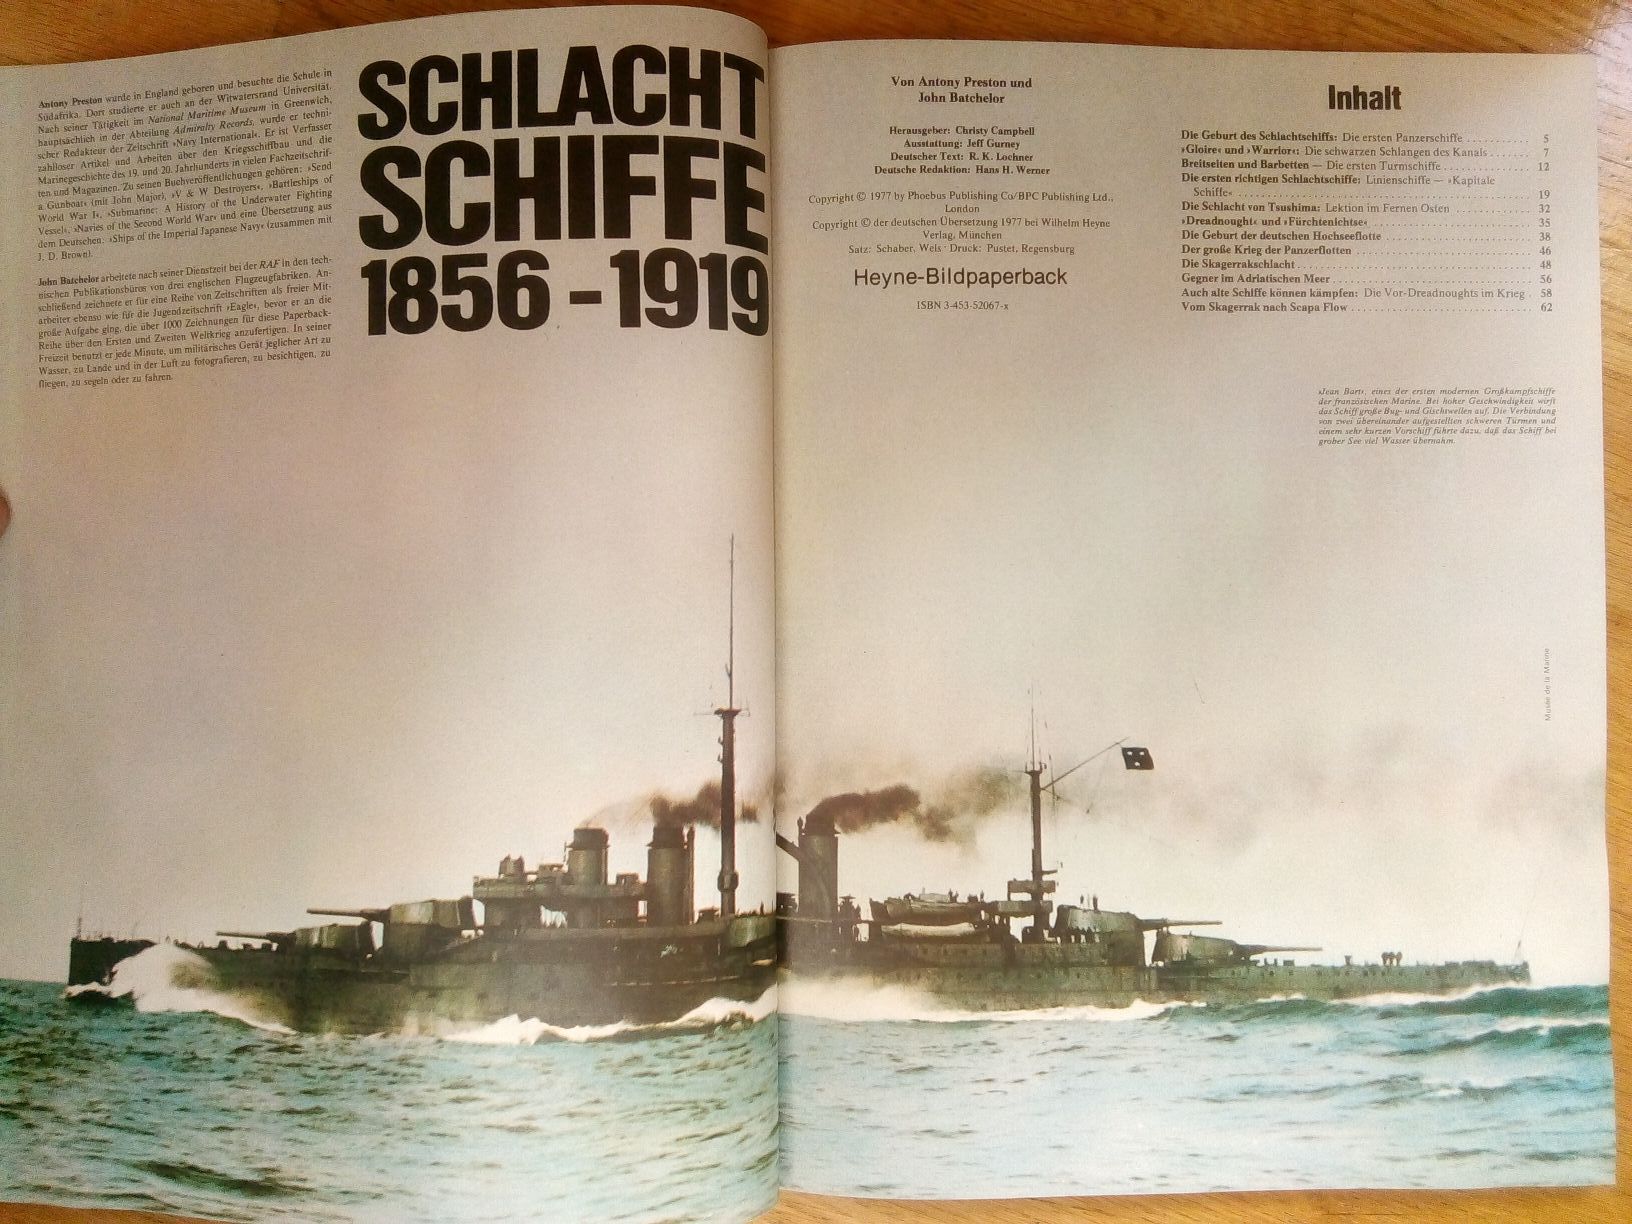 Antony Preston wurde in England geboren und besuchte die Schule in
Südafrika. Dort studierte er auch an der Witwatersrand Universität.
Nach seiner Tätigkeit im National Maritime Museum in Greenwich,
hauptsächlich in der Abteilung Admiralty Records, wurde er techni-
scher Redakteur der Zeitschrift ›Navy International‹. Er ist Verfasser
zahlloser Artikel und Arbeiten über den Kriegsschiffbau und die
Marinegeschichte des 19. und 20. Jahrhunderts in vielen Fachzeitschrif-
ten und Magazinen. Zu seinen Buchveröffentlichungen gehören: ›Send
a Gunboat‹ (mit John Major), ›V & W Destroyers‹, ›Battleships of
World War I‹, ›Submarine: A History of the Underwater Fighting
Vessel‹, ›Navies of the Second World War‹ und eine Übersetzung aus
dem Deutschen: ›Ships of the Imperial Japanese Navy‹ (zusammen mit
J. D. Brown).
John Batchelor arbeitete nach seiner Dienstzeit bei der RAF in den tech-
nischen Publikationsbüros von drei englischen Flugzeugfabriken. An-
schließend zeichnete er für eine Reihe von Zeitschriften als freier Mit-
arbeiter ebenso wie für die Jugendzeitschrift ›Eagle‹, bevor er an die
große Aufgabe ging, die über 1000 Zeichnungen für diese Paperback-
Reihe über den Ersten und Zweiten Weltkrieg anzufertigen. In seiner
Freizeit benutzt er jede Minute, um militärisches Gerät jeglicher Art zu
Wasser, zu Lande und in der Luft zu fotografieren, zu besichtigen, zu
fliegen, zu segeln oder zu fahren.
SCHLACHT
SCHIFFE
1856 - 1919
Von Antony Preston und
John Batchelor
Herausgeber: Christy Campbell
Ausstattung: Jeff Gurney
Deutscher Text: R. K. Lochner
Deutsche Redaktion: Hans H. Werner
Copyright © 1977 by Phoebus Publishing Co/BPC Publishing Ltd.,
London
Copyright © der deutschen Übersetzung 1977 bei Wilhelm Heyne
Verlag, München
Satz: Schaber, Wels · Druck: Pustet, Regensburg
Heyne-Bildpaperback
ISBN 3-453-52067-x
Inhalt
Die Geburt des Schlachtschiffs: Die ersten Panzerschiffe . . . . . . . . . . 5
›Gloire‹ und ›Warrior‹: Die schwarzen Schlangen des Kanals . . . . . . 7
Breitseiten und Barbetten — Die ersten Turmschiffe . . . . . . . . . . . . . 12
Die ersten richtigen Schlachtschiffe: Linienschiffe — ›Kapitale
Schiffe‹ . . . . . . . . . . . . . . . . . . . . . . . . . . . . . . . . . . . . . 19
Die Schlacht von Tsushima: Lektion im Fernen Osten . . . . . . . . . . . 32
›Dreadnought‹ und ›Fürchtenichtse‹ . . . . . . . . . . . . . . . . . . . . . 35
Die Geburt der deutschen Hochseeflotte . . . . . . . . . . . . . . . . . . . 38
Der große Krieg der Panzerflotten . . . . . . . . . . . . . . . . . . . . . . . 46
Die Skagerrakschlacht . . . . . . . . . . . . . . . . . . . . . . . . . . . . . . 48
Gegner im Adriatischen Meer . . . . . . . . . . . . . . . . . . . . . . . . . . 56
Auch alte Schiffe können kämpfen: Die Vor-Dreadnoughts im Krieg . 58
Vom Skagerrak nach Scapa Flow . . . . . . . . . . . . . . . . . . . . . . . . 62
›Jean Bart‹, eines der ersten modernen Großkampfschiffe
der französischen Marine. Bei hoher Geschwindigkeit wirft
das Schiff große Bug- und Gischtwellen auf. Die Verbindung
von zwei übereinander aufgestellten schweren Türmen und
einem sehr kurzen Vorschiff führte dazu, daß das Schiff bei
grober See viel Wasser übernahm.
Musée de la Marine